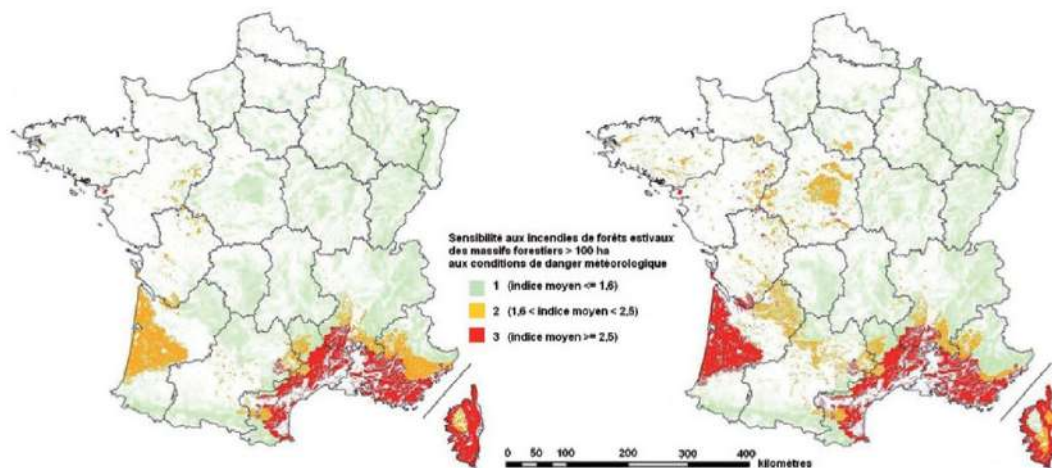 Sensibilité aux incendies de forêts estivaux
des massifs forestiers > 100 ha
aux conditions de danger météorologique
1 (indice moyen <= 1,6)
2 (1,6 < indice moyen < 2,5)
3 (indice moyen >= 2,5)
0 50 100 200 300 400
kilomètres